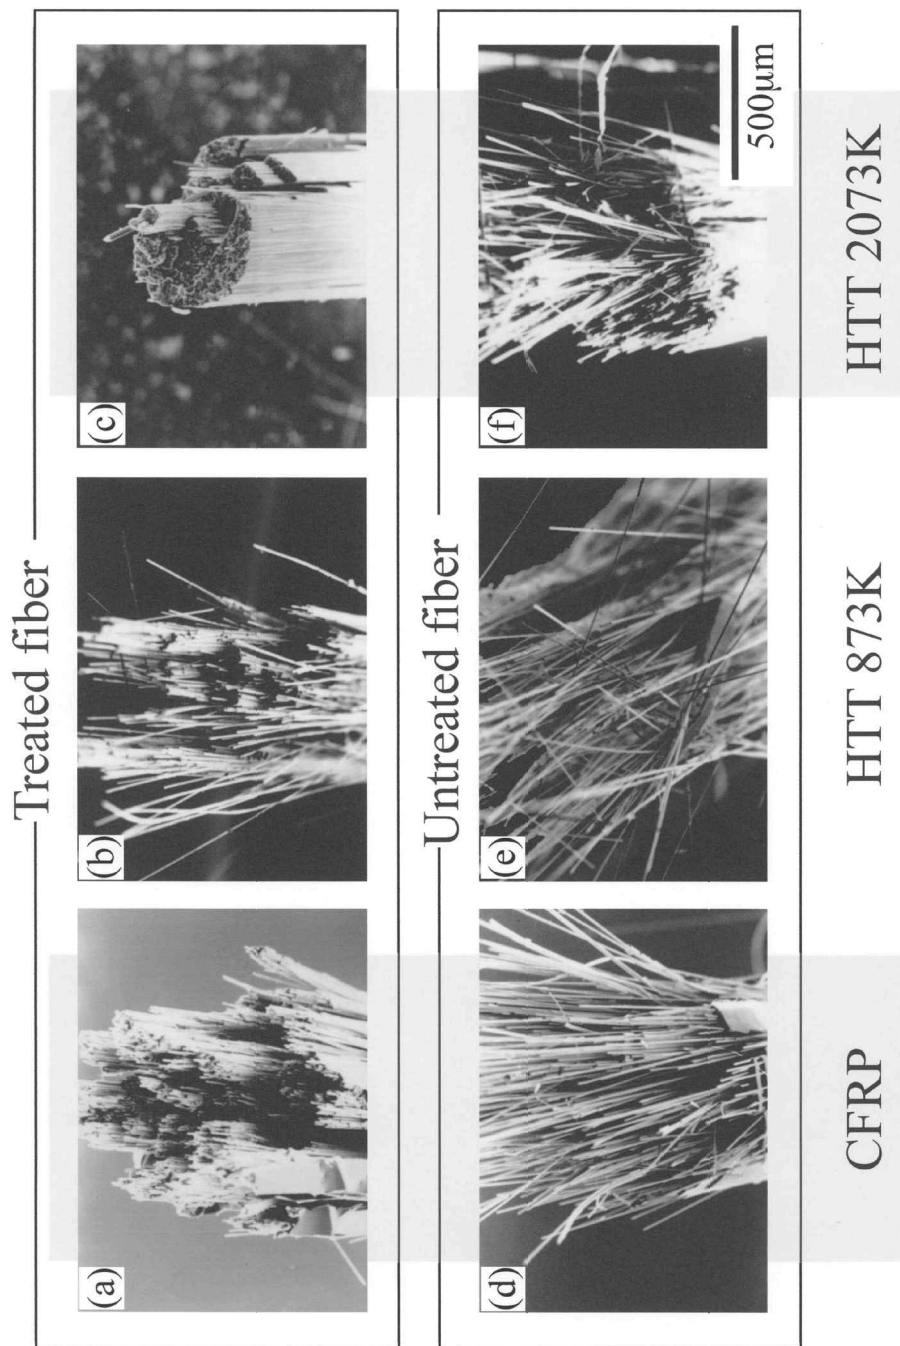 Treated fiber
(a)
(b)
(c)
Untreated fiber
(d)
(e)
(f)
500μm
CFRP
HTT 873K
HTT 2073K